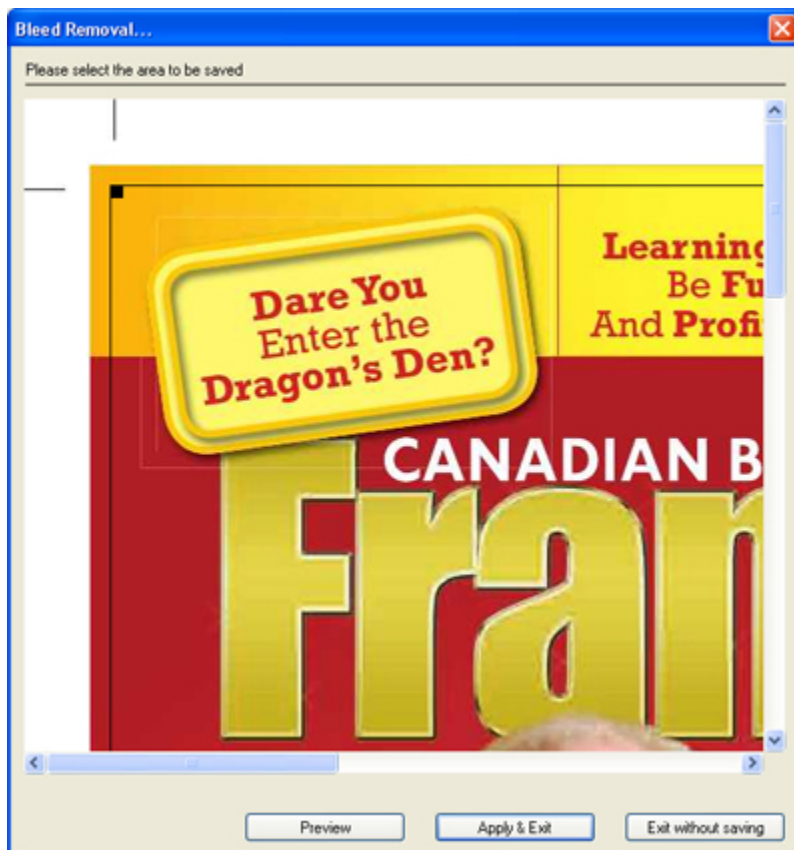 Bleed Removal...
Please select the area to be saved
Dare You
Enter the
Dragon's Den?
Learning
Be Fu
And Profi
CANADIAN B
Fran
Preview
Apply & Exit
Exit without saving